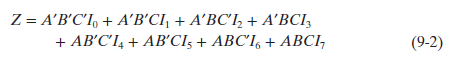 Z = A′B′C′I₀ + A′B′CI₁ + A′BC′I₂ + A′BCI₃
+ AB′C′I₄ + AB′CI₅ + ABC′I₆ + ABCI₇ (9-2)